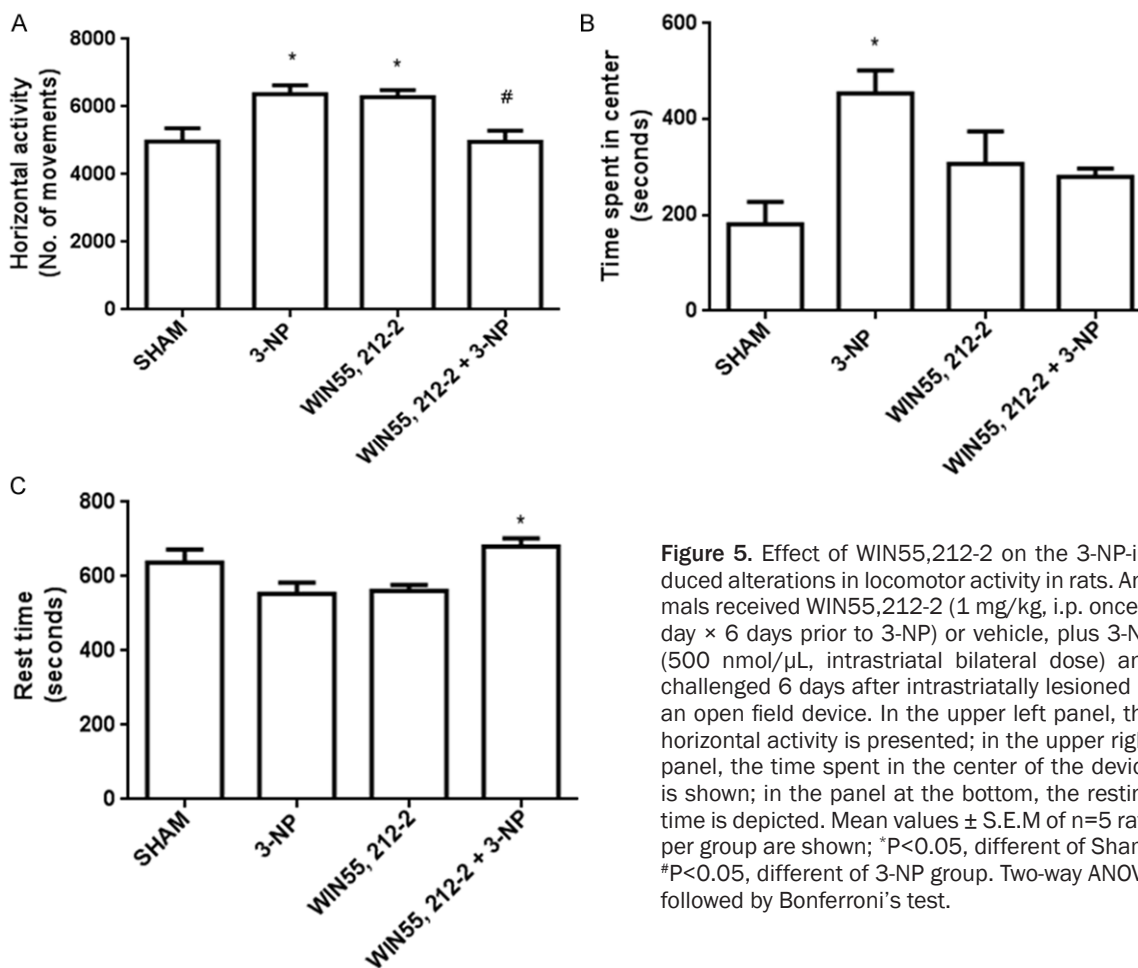 A
Horizontal activity
(No. of movements)
8000
6000
4000
2000
0
*
*
#
SHAM
3-NP
WIN55, 212-2
WIN55, 212-2 + 3-NP
B
Time spent in center
(seconds)
600
400
200
0
*
SHAM
3-NP
WIN55, 212-2
WIN55, 212-2 + 3-NP
C
Rest time
(seconds)
800
600
400
200
0
*
SHAM
3-NP
WIN55, 212-2
WIN55, 212-2 + 3-NP
Figure 5. Effect of WIN55,212-2 on the 3-NP-i
duced alterations in locomotor activity in rats. An
mals received WIN55,212-2 (1 mg/kg, i.p. once
day × 6 days prior to 3-NP) or vehicle, plus 3-N
(500 nmol/µL, intrastriatal bilateral dose) an
challenged 6 days after intrastriatally lesioned
an open field device. In the upper left panel, th
horizontal activity is presented; in the upper righ
panel, the time spent in the center of the devic
is shown; in the panel at the bottom, the restin
time is depicted. Mean values ± S.E.M of n=5 rat
per group are shown; *P<0.05, different of Sham
#P<0.05, different of 3-NP group. Two-way ANOV
followed by Bonferroni's test.